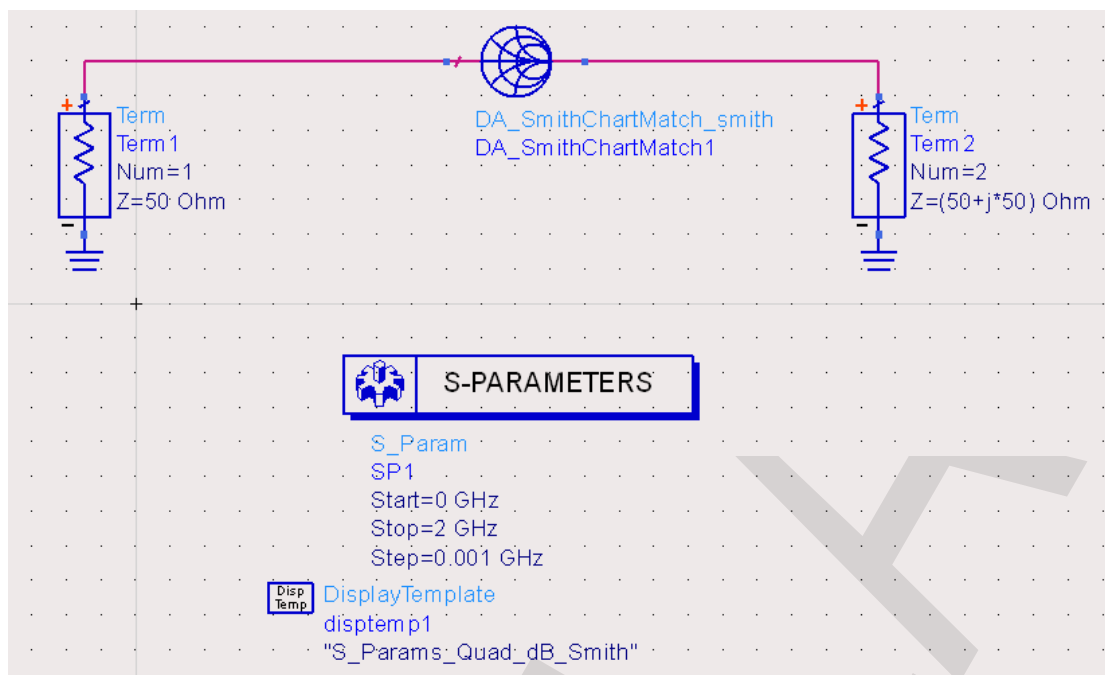 Term
Term1
Num=1
Z=50 Ohm
DA_SmithChartMatch_smith
DA_SmithChartMatch1
Term
Term2
Num=2
Z=(50+j*50) Ohm
S-PARAMETERS
S_Param
SP1
Start=0 GHz
Stop=2 GHz
Step=0.001 GHz
Disp
Temp
DisplayTemplate
disptemp1
"S_Params_Quad_dB_Smith"